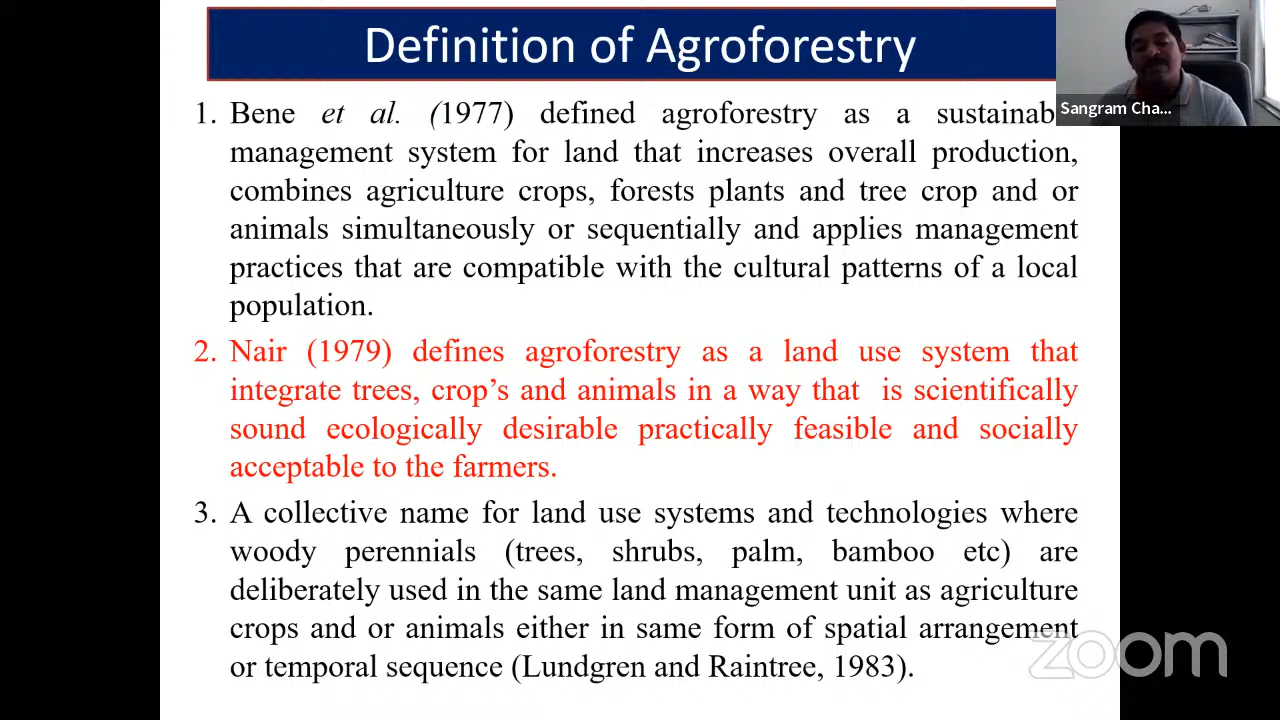 Definition of Agroforestry
Sangram Cha...
1. Bene et al. (1977) defined agroforestry as a sustainab
management system for land that increases overall production,
combines agriculture crops, forests plants and tree crop and or
animals simultaneously or sequentially and applies management
practices that are compatible with the cultural patterns of a local
population.
2. Nair (1979) defines agroforestry as a land use system that
integrate trees, crop’s and animals in a way that is scientifically
sound ecologically desirable practically feasible and socially
acceptable to the farmers.
3. A collective name for land use systems and technologies where
woody perennials (trees, shrubs, palm, bamboo etc) are
deliberately used in the same land management unit as agriculture
crops and or animals either in same form of spatial arrangement
or temporal sequence (Lundgren and Raintree, 1983).
zoom